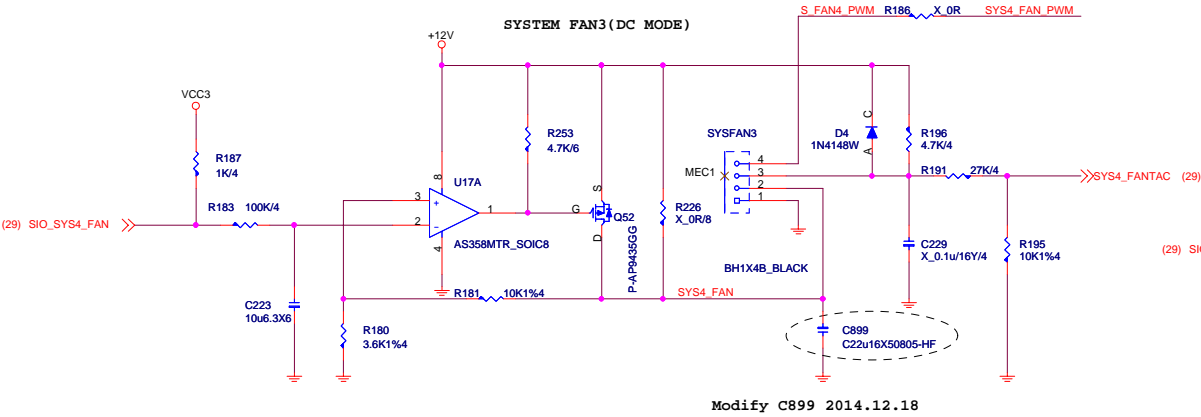 S_FAN4_PWM R186 X_0R SYS4_FAN_PWM
SYSTEM FAN3(DC MODE)
+12V
VCC3
R187
1K/4
R253
4.7K/6
SYSFAN3
MEC1
4
3
2
1
D4
1N4148W
C
A
R196
4.7K/4
R191 27K/4
SYS4_FANTAC (29)
(29) SIO_SYS4_FAN
R183 100K/4
U17A
8
3
+
2
-
1
4
AS358MTR_SOIC8
S
G
D
Q52
P-AP9435GG
R226
X_0R/8
BH1X4B_BLACK
C229
X_0.1u/16Y/4
R195
10K1%4
(29) SI
C223
10u6.3X6
R181 10K1%4
SYS4_FAN
R180
3.6K1%4
C899
C22u16X50805-HF
Modify C899 2014.12.18